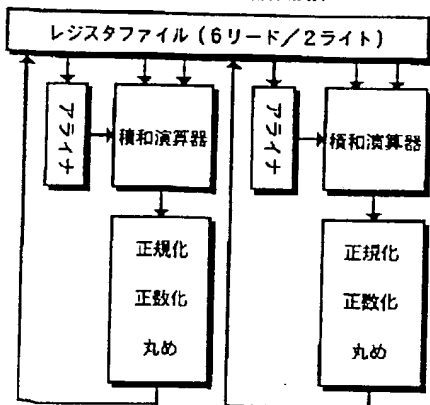 レジスタファイル(6リード/2ライト)
アライナ
積和演算器
アライナ
積和演算器
正規化
正数化
丸め
正規化
正数化
丸め